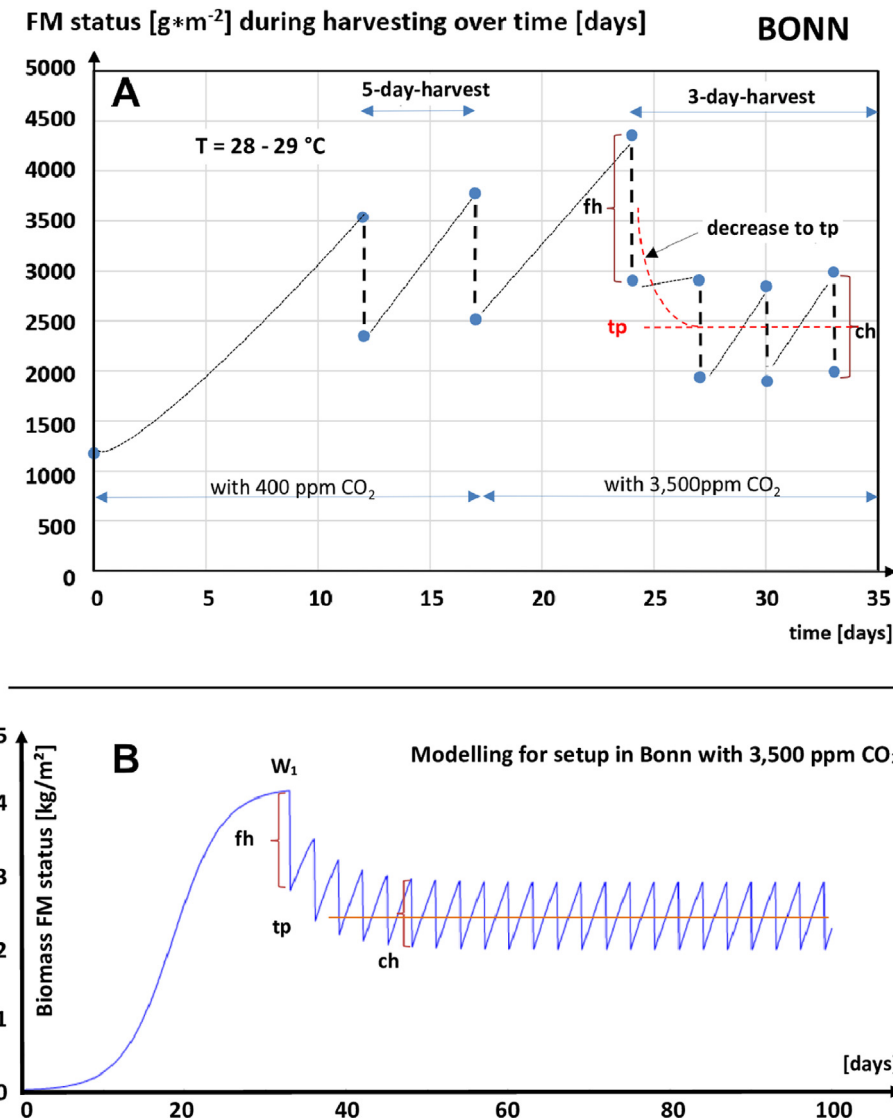 FM status [g*m⁻²] during harvesting over time [days]
BONN
5000
A
5-day-harvest
3-day-harvest
4500
T = 28 - 29 °C
4000
fh
3500
decrease to tp
3000
2500
tp
ch
2000
1500
1000
with 400 ppm CO₂
with 3,500ppm CO₂
500
0
0 5 10 15 20 25 30 35
time [days]
5
B
Modelling for setup in Bonn with 3,500 ppm CO₂
Biomass FM status [kg/m²]
W₁
4
fh
3
tp
2
ch
1
[days]
0
0 20 40 60 80 100